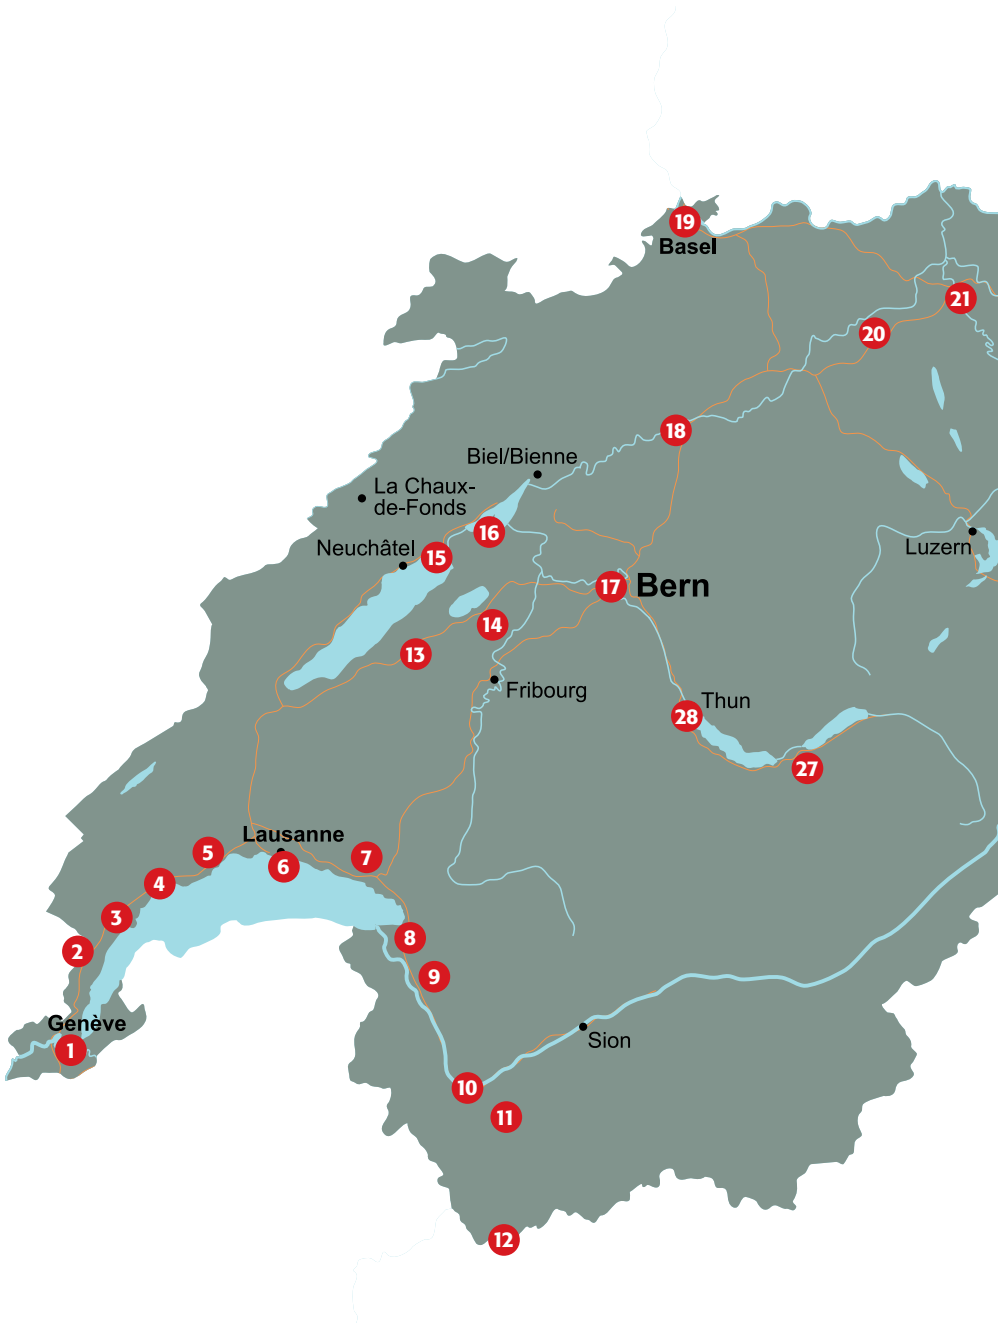 19
Basel
21
20
18
Biel/Bienne
La Chaux-
de-Fonds
16
Neuchâtel
15
Luzern
17
Bern
14
13
Fribourg
28
Thun
27
Lausanne
5
6
7
4
3
2
8
9
Genève
1
Sion
10
11
12